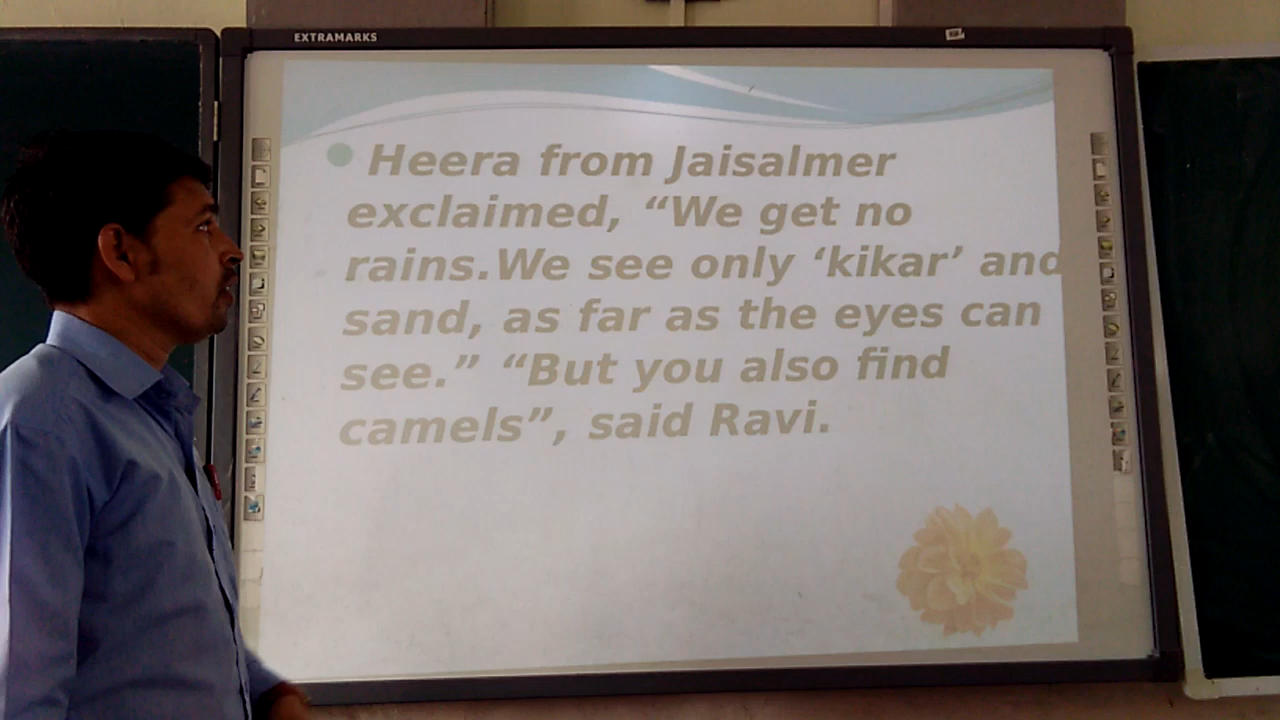 EXTRAMARKS
Heera from Jaisalmer
exclaimed, “We get no
rains.We see only ‘kikar’ and
sand, as far as the eyes can
see.” “But you also find
camels”, said Ravi.